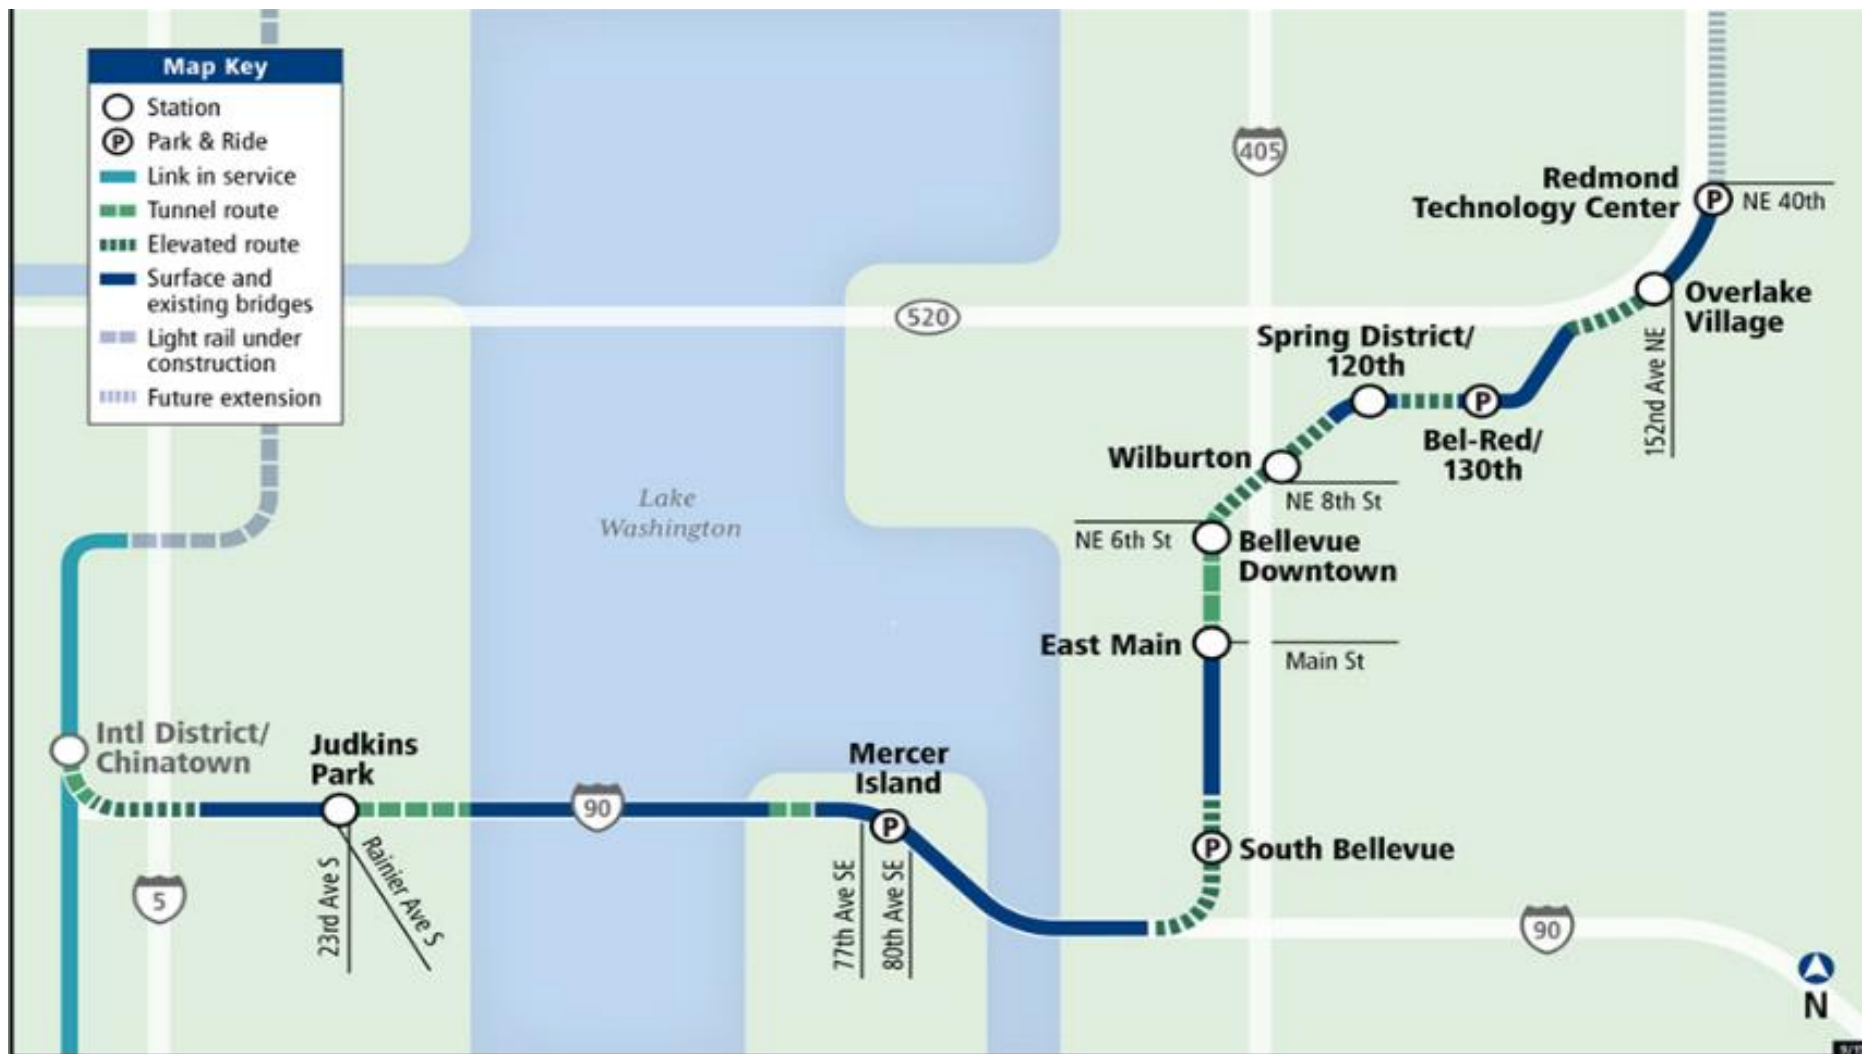 Map Key
Station
P
Park & Ride
Link in service
Tunnel route
Elevated route
Surface and
existing bridges
Light rail under
construction
Future extension
405
Redmond
Technology Center
P
NE 40th
520
Overlake
Village
152nd Ave NE
Spring District/
120th
P
Bel-Red/
130th
Wilburton
NE 8th St
Lake
Washington
NE 6th St
Bellevue
Downtown
East Main
Main St
Intl District/
Chinatown
Judkins
Park
Mercer
Island
90
P
P
South Bellevue
5
23rd Ave S
Rainier Ave S
77th Ave SE
80th Ave SE
90
N